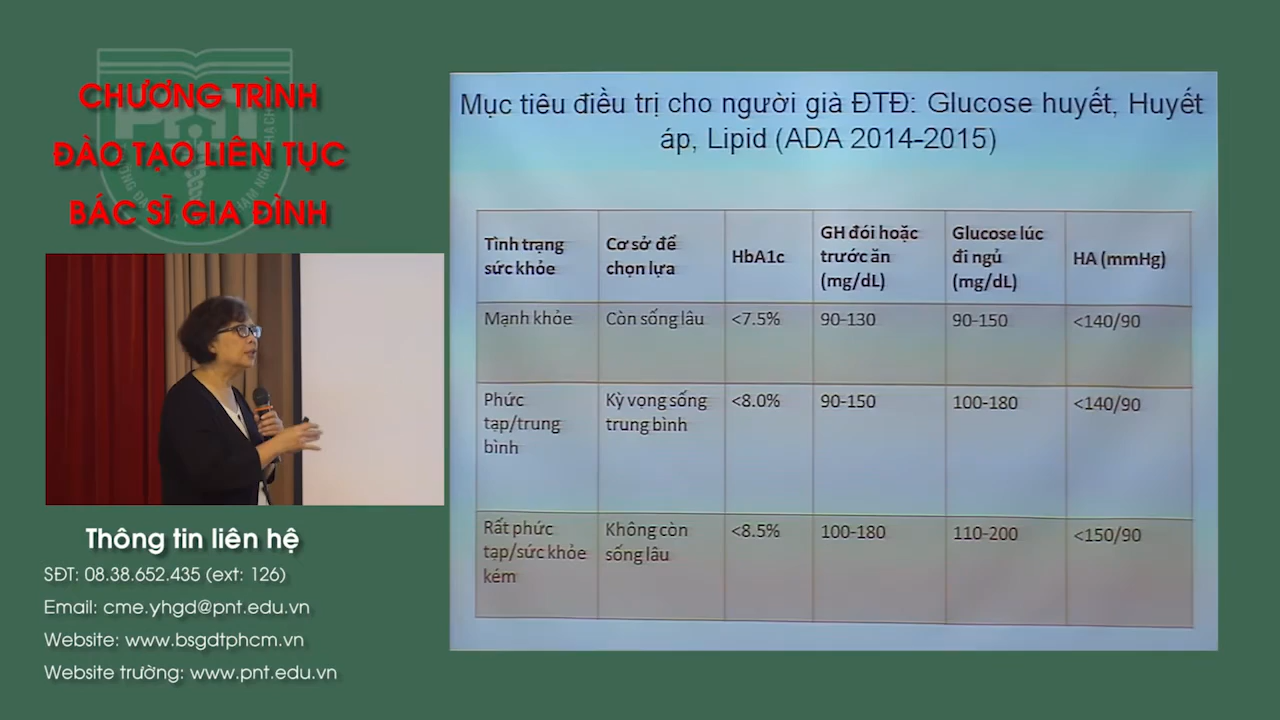 CHƯƠNG TRÌNH
ĐÀO TẠO LIÊN TỤC
BÁC SĨ GIA ĐÌNH
PNT
Thông tin liên hệ
SĐT: 08.38.652.435 (ext: 126)
Email: cme.yhgd@pnt.edu.vn
Website: www.bsgdtphcm.vn
Website trường: www.pnt.edu.vn
Mục tiêu điều trị cho người già ĐTĐ: Glucose huyết, Huyết
áp, Lipid (ADA 2014-2015)
Tình trạng
sức khỏe
Cơ sở để
chọn lựa
HbA1c
GH đói hoặc
trước ăn
(mg/dL)
Glucose lúc
đi ngủ
(mg/dL)
HA (mmHg)
Mạnh khỏe
Còn sống lâu
<7.5%
90-130
90-150
<140/90
Phức
tạp/trung
bình
Kỳ vọng sống
trung bình
<8.0%
90-150
100-180
<140/90
Rất phức
tạp/sức khỏe
kém
Không còn
sống lâu
<8.5%
100-180
110-200
<150/90